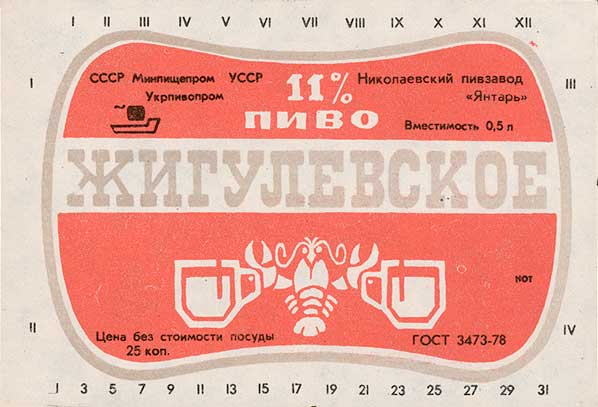 I II III IV V VI VII VIII IX X XI XII
I
III
СССР Минпищепром УССР
Укрпивопром
11%
ПИВО
Николаевский пивзавод
«Янтарь»
Вместимость 0,5 л
ЖИГУЛЕВСКОЕ
II
IV
Цена без стоимости посуды
25 коп.
ГОСТ 3473-78
1 3 5 7 9 11 13 15 17 19 21 23 25 27 29 31